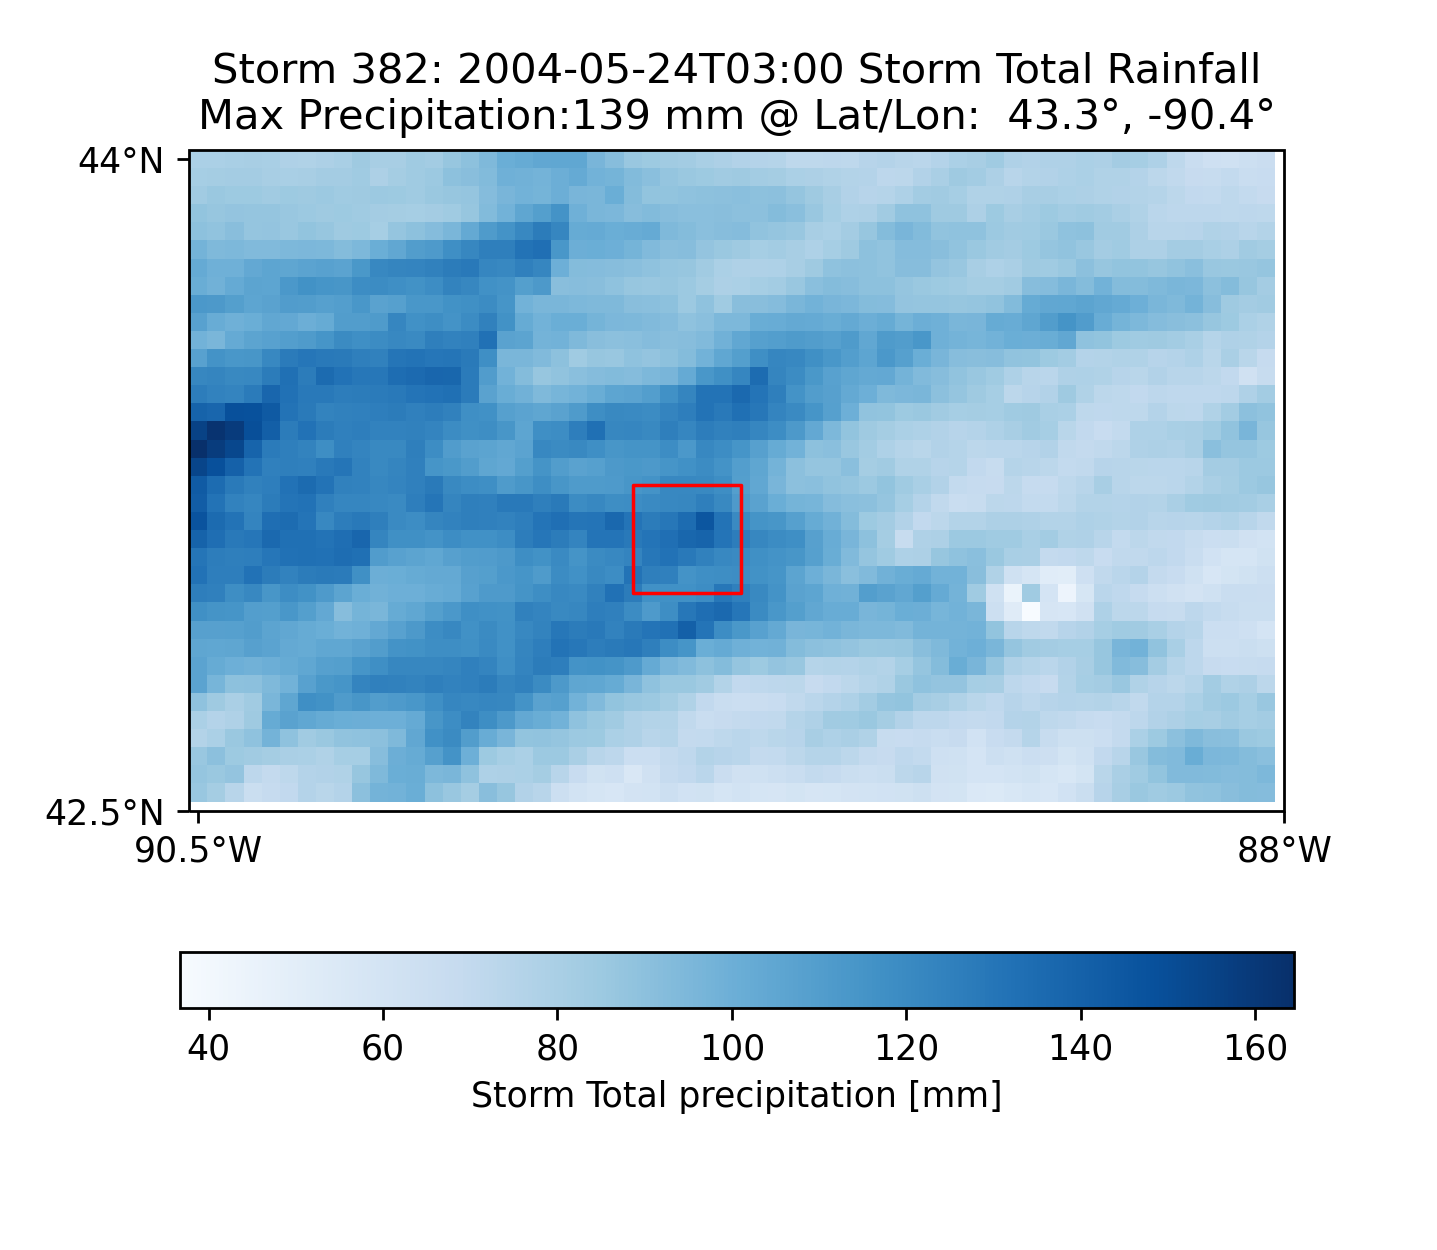 Storm 382: 2004-05-24T03:00 Storm Total Rainfall
Max Precipitation:139 mm @ Lat/Lon:  43.3°, -90.4°
44°N
42.5°N
90.5°W 88°W
40 60 80 100 120 140 160
Storm Total precipitation [mm]